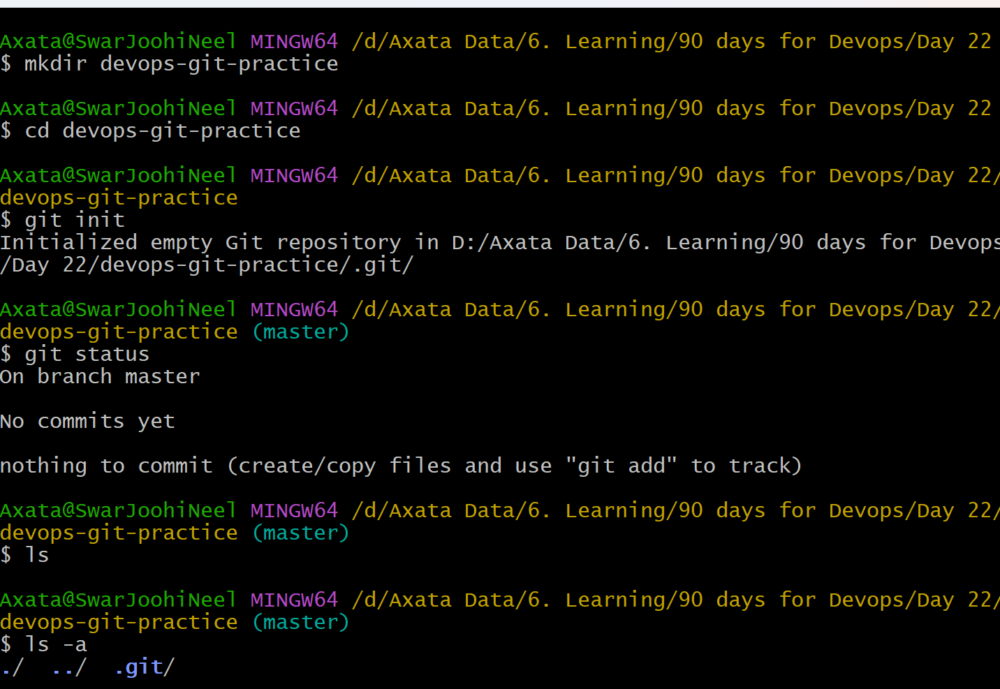 Axata@SwarJoohiNeel MINGW64 /d/Axata Data/6. Learning/90 days for Devops/Day 22
$ mkdir devops-git-practice
Axata@SwarJoohiNeel MINGW64 /d/Axata Data/6. Learning/90 days for Devops/Day 22
$ cd devops-git-practice
Axata@SwarJoohiNeel MINGW64 /d/Axata Data/6. Learning/90 days for Devops/Day 22/
devops-git-practice
$ git init
Initialized empty Git repository in D:/Axata Data/6. Learning/90 days for Devops
/Day 22/devops-git-practice/.git/
Axata@SwarJoohiNeel MINGW64 /d/Axata Data/6. Learning/90 days for Devops/Day 22/
devops-git-practice (master)
$ git status
On branch master
No commits yet
nothing to commit (create/copy files and use "git add" to track)
Axata@SwarJoohiNeel MINGW64 /d/Axata Data/6. Learning/90 days for Devops/Day 22/
devops-git-practice (master)
$ ls
Axata@SwarJoohiNeel MINGW64 /d/Axata Data/6. Learning/90 days for Devops/Day 22/
devops-git-practice (master)
$ ls -a
./  ../  .git/